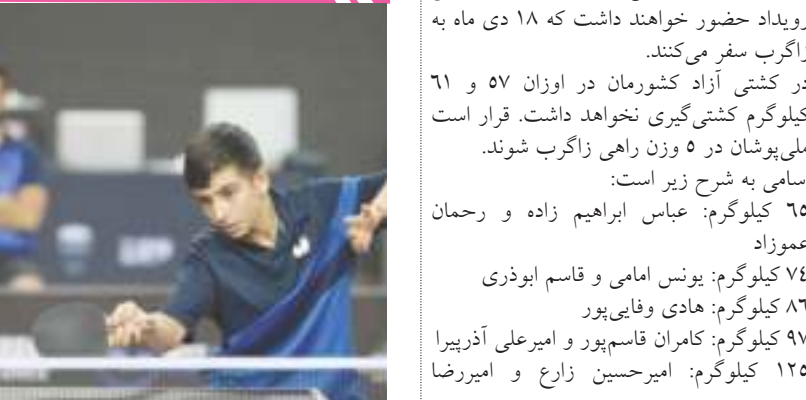 رویداد حضور خواهند داشت که ۱۸ دی ماه به
زاگرب سفر می‌کنند.
در کشتی آزاد کشورمان در اوزان ۵۷ و ۶۱
کیلوگرم کشتی‌گیری نخواهد داشت. قرار است
ملی‌پوشان در ۵ وزن راهی زاگرب شوند.
اسامی به شرح زیر است:
۶۵ کیلوگرم: عباس ابراهیم زاده و رحمان
عموزاد
۷۴ کیلوگرم: یونس امامی و قاسم ابوذری
۸۶ کیلوگرم: هادی وفایی‌پور
۹۷ کیلوگرم: کامران قاسم‌پور و امیرعلی آذرپیرا
۱۲۵ کیلوگرم: امیرحسین زارع و امیررضا